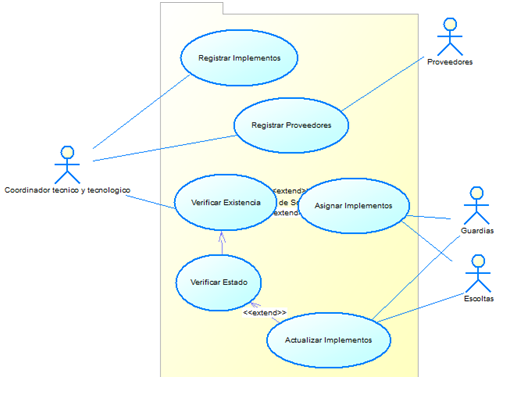 Registrar Implementos
Proveedores
Registrar Proveedores
Coordinador tecnico y tecnologico
Verificar Existencia
Asignar Implementos
Guardias
Verificar Estado
Escoltas
<<extend>>
Actualizar Implementos